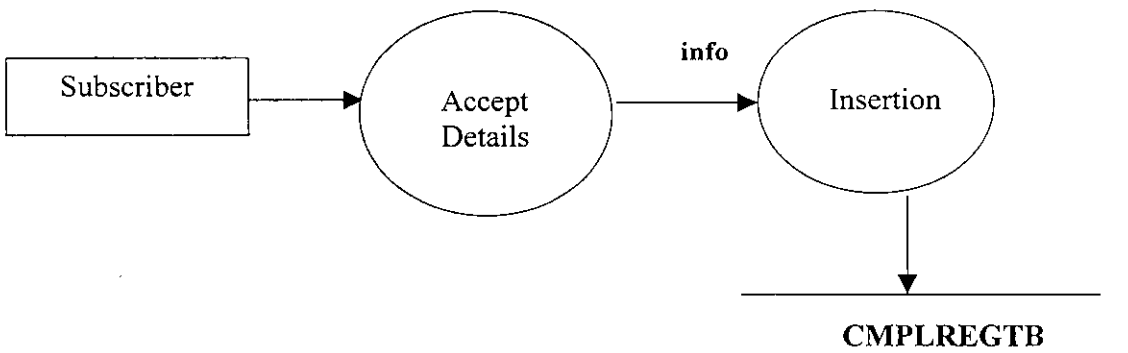 Subscriber
Accept
Details
info
Insertion
CMPLREGTB